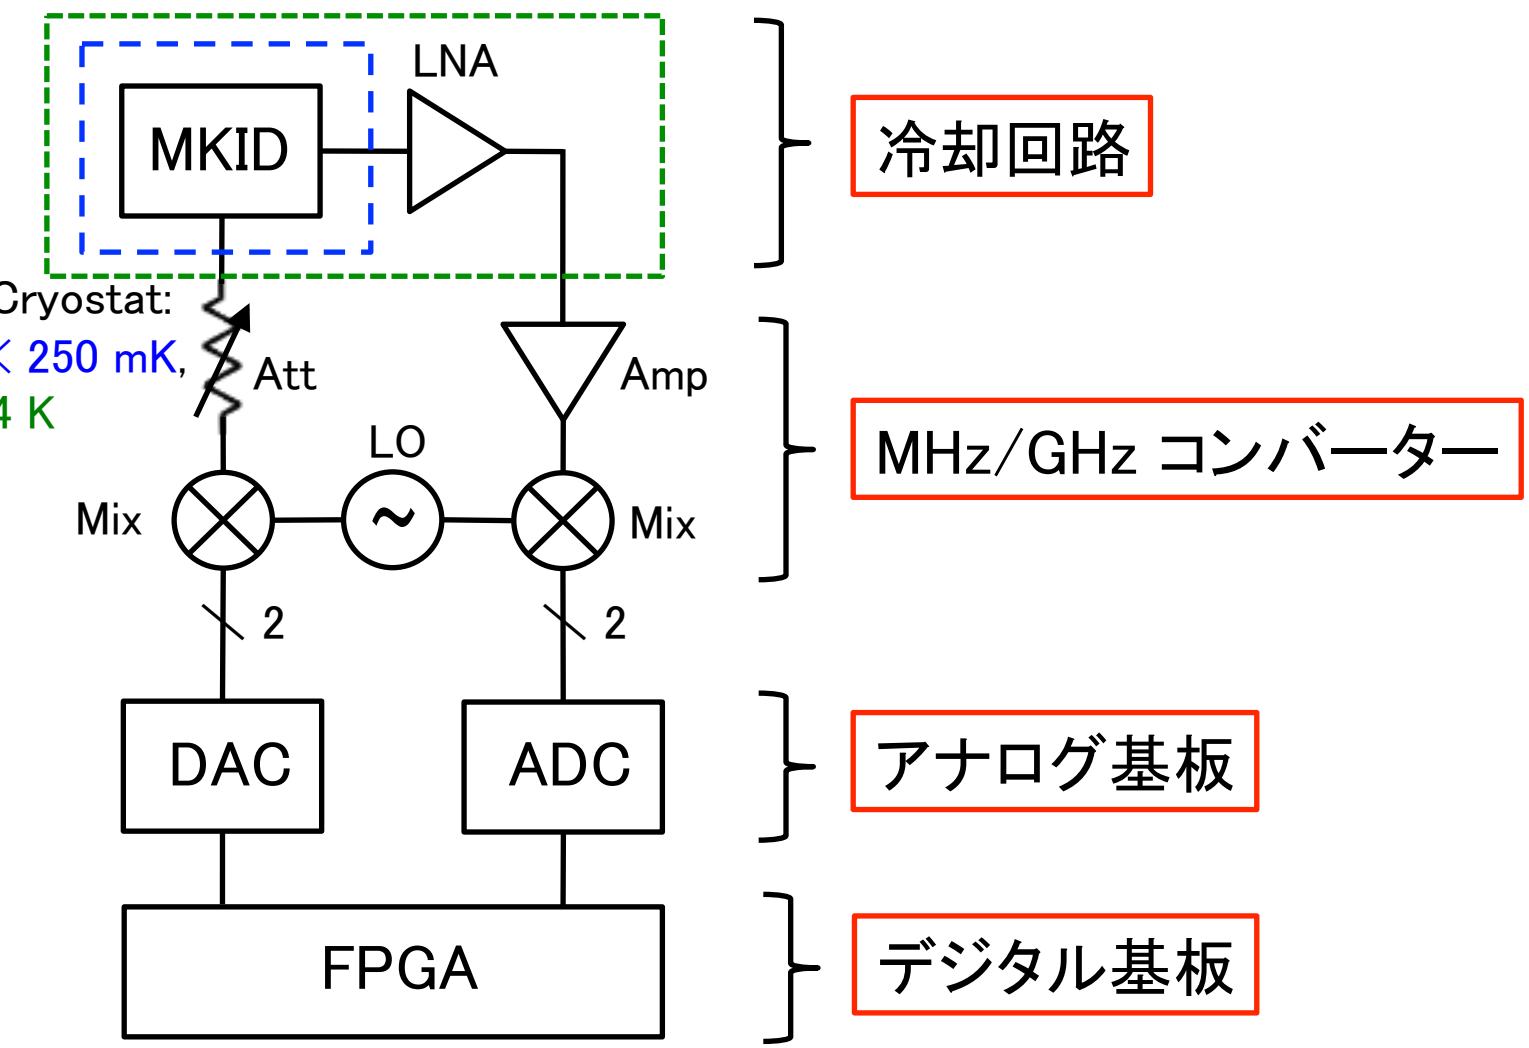 LNA
MKID
冷却回路
Cryostat:
< 250 mK,
4 K
Att
Amp
MHz/GHz コンバーター
LO
Mix
~
Mix
2
2
DAC
ADC
アナログ基板
FPGA
デジタル基板